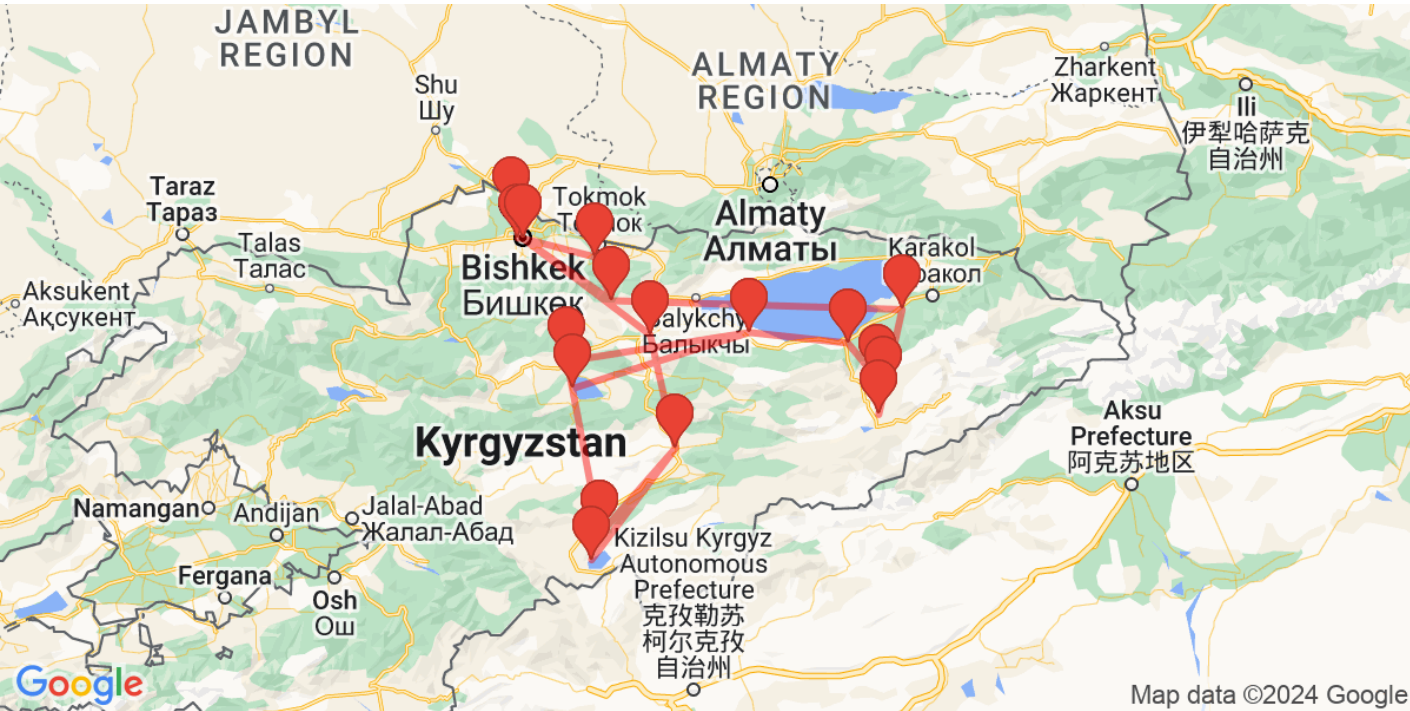 JAMBYL
REGION
ALMATY
REGION
Zharkent
Жаркент
Shu
Шу
Ili
伊犁哈萨克
自治州
Taraz
Тараз
Tokmok
Almaty
Алматы
Talas
Талас
Karakol
Bishkek
Бишкек
Aksukent
Ақсукент
Балыкчы
Kyrgyzstan
Aksu
Prefecture
阿克苏地区
Namangan
Andijan
Jalal-Abad
Жалал-Абад
Kizilsu Kyrgyz
Autonomous
Prefecture
克孜勒苏
柯尔克孜
自治州
Fergana
Osh
Ош
Google
Map data ©2024 Google